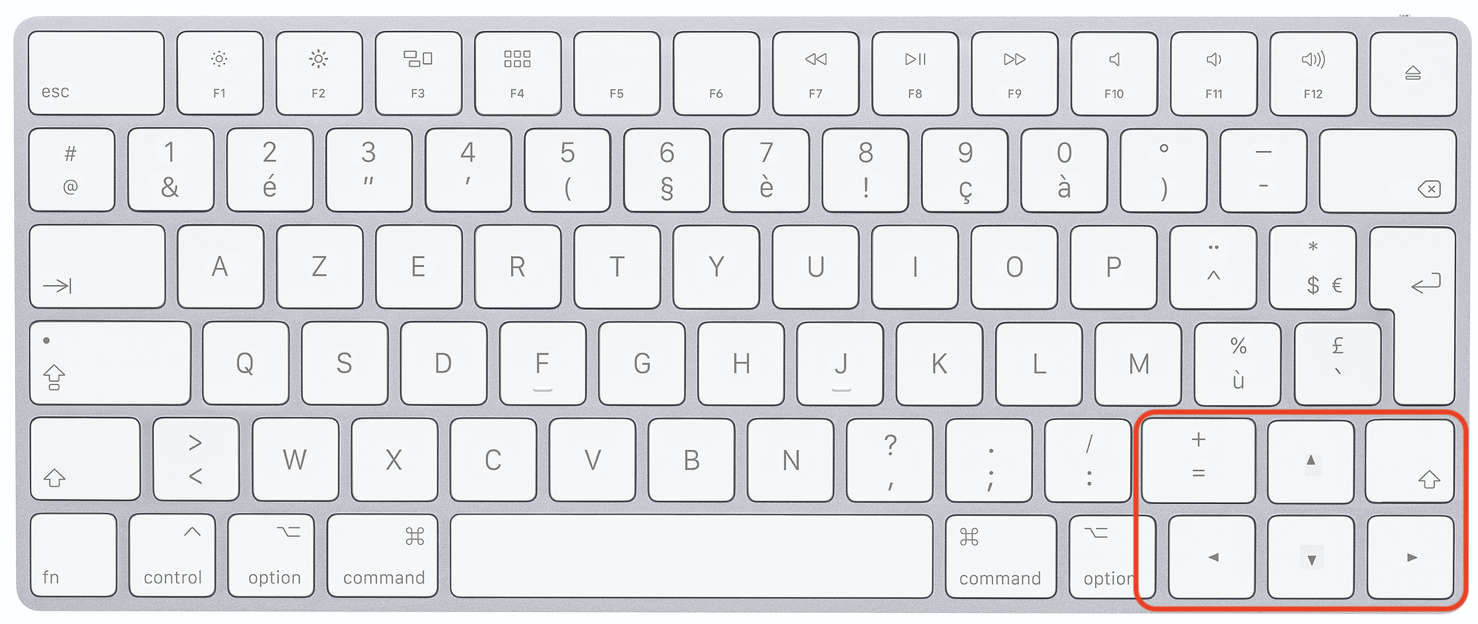 esc F1 F2 F3 F4 F5 F6 F7 F8 F9 F10 F11 F12
# 1 2 3 4 5 6 7 8 9 0 ° —
@ & é " ' ( § è ! ç à ) -
A Z E R T Y U I O P ¨ *
^ $ €
Q S D F G H J K L M % £
ù `
> W X C V B N ? . / +
< , ; : =
fn control option command command option